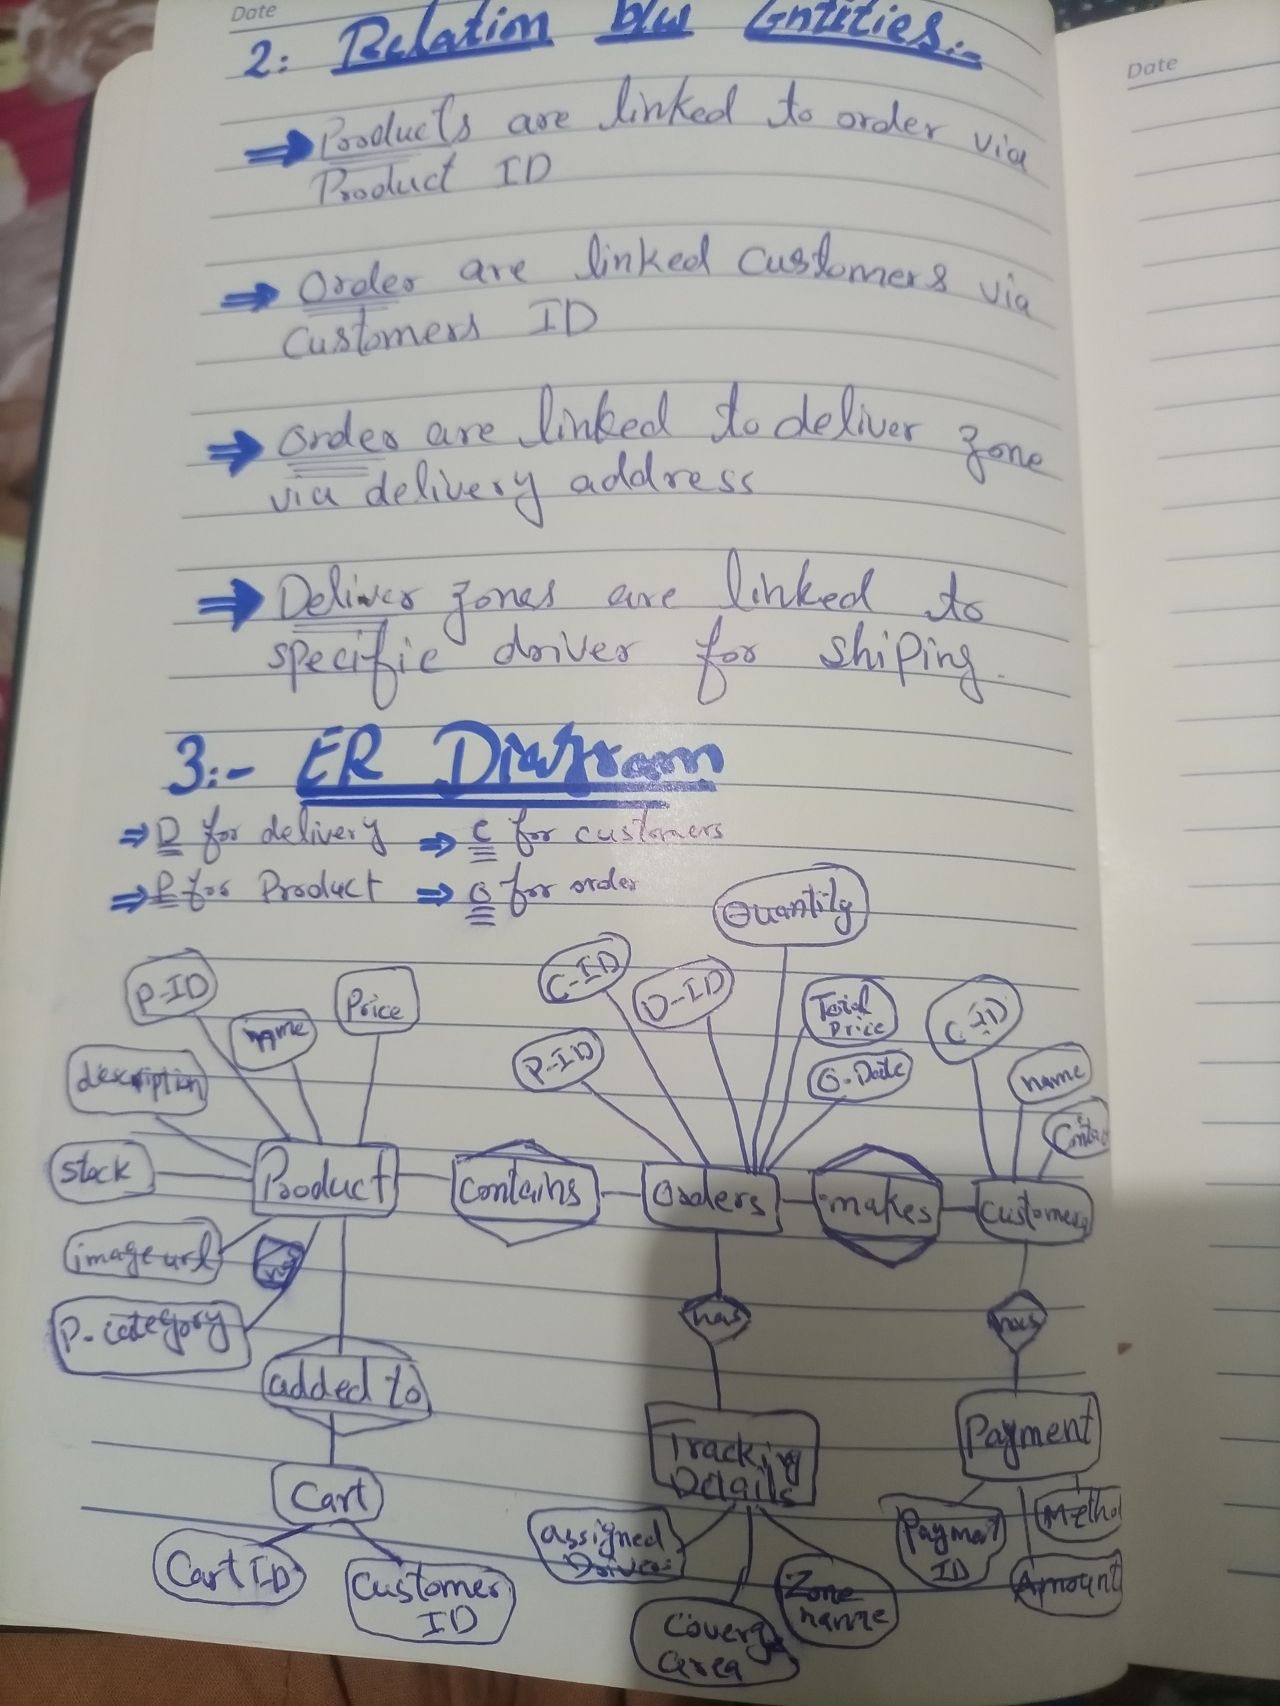 Date
2: Relation b/w Entities:-
Date
⇒ Products are linked to order via
Product ID
⇒ Order are linked customers via
customers ID
⇒ order are linked to deliver zone
via delivery address
⇒ Deliver zones are linked to
specific driver for shiping.
3:- ER Diagram
⇒ D for delivery ⇒ C for customers
⇒ P for Product ⇒ O for order
Quantity
P-ID
name
Price
C-ID
D-ID
Total
Price
C-ID
description
P-ID
O-Date
name
stock
Product
contains
Orders
makes
customers
image url
P-category
has
has
added to
Tracking
Details
Payment
Cart
Cart ID
Customer
ID
assigned
Drivers
Coverg
area
Zone
name
Payment
ID
Amount